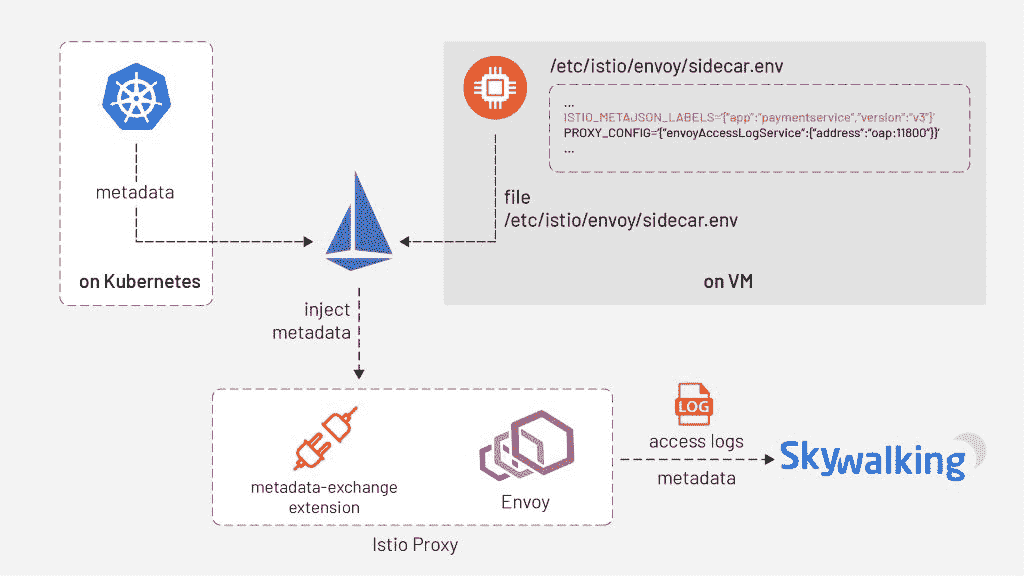 metadata
on Kubernetes
/etc/istio/envoy/sidecar.env
...
ISTIO_METAJSON_LABELS='{"app":"paymentservice","version":"v3"}'
PROXY_CONFIG='{"envoyAccessLogService":{"address":"oap:11800"}}'
...
file
/etc/istio/envoy/sidecar.env
on VM
inject
metadata
metadata-exchange
extension
Envoy
Istio Proxy
LOG
access logs
metadata
Skywalking